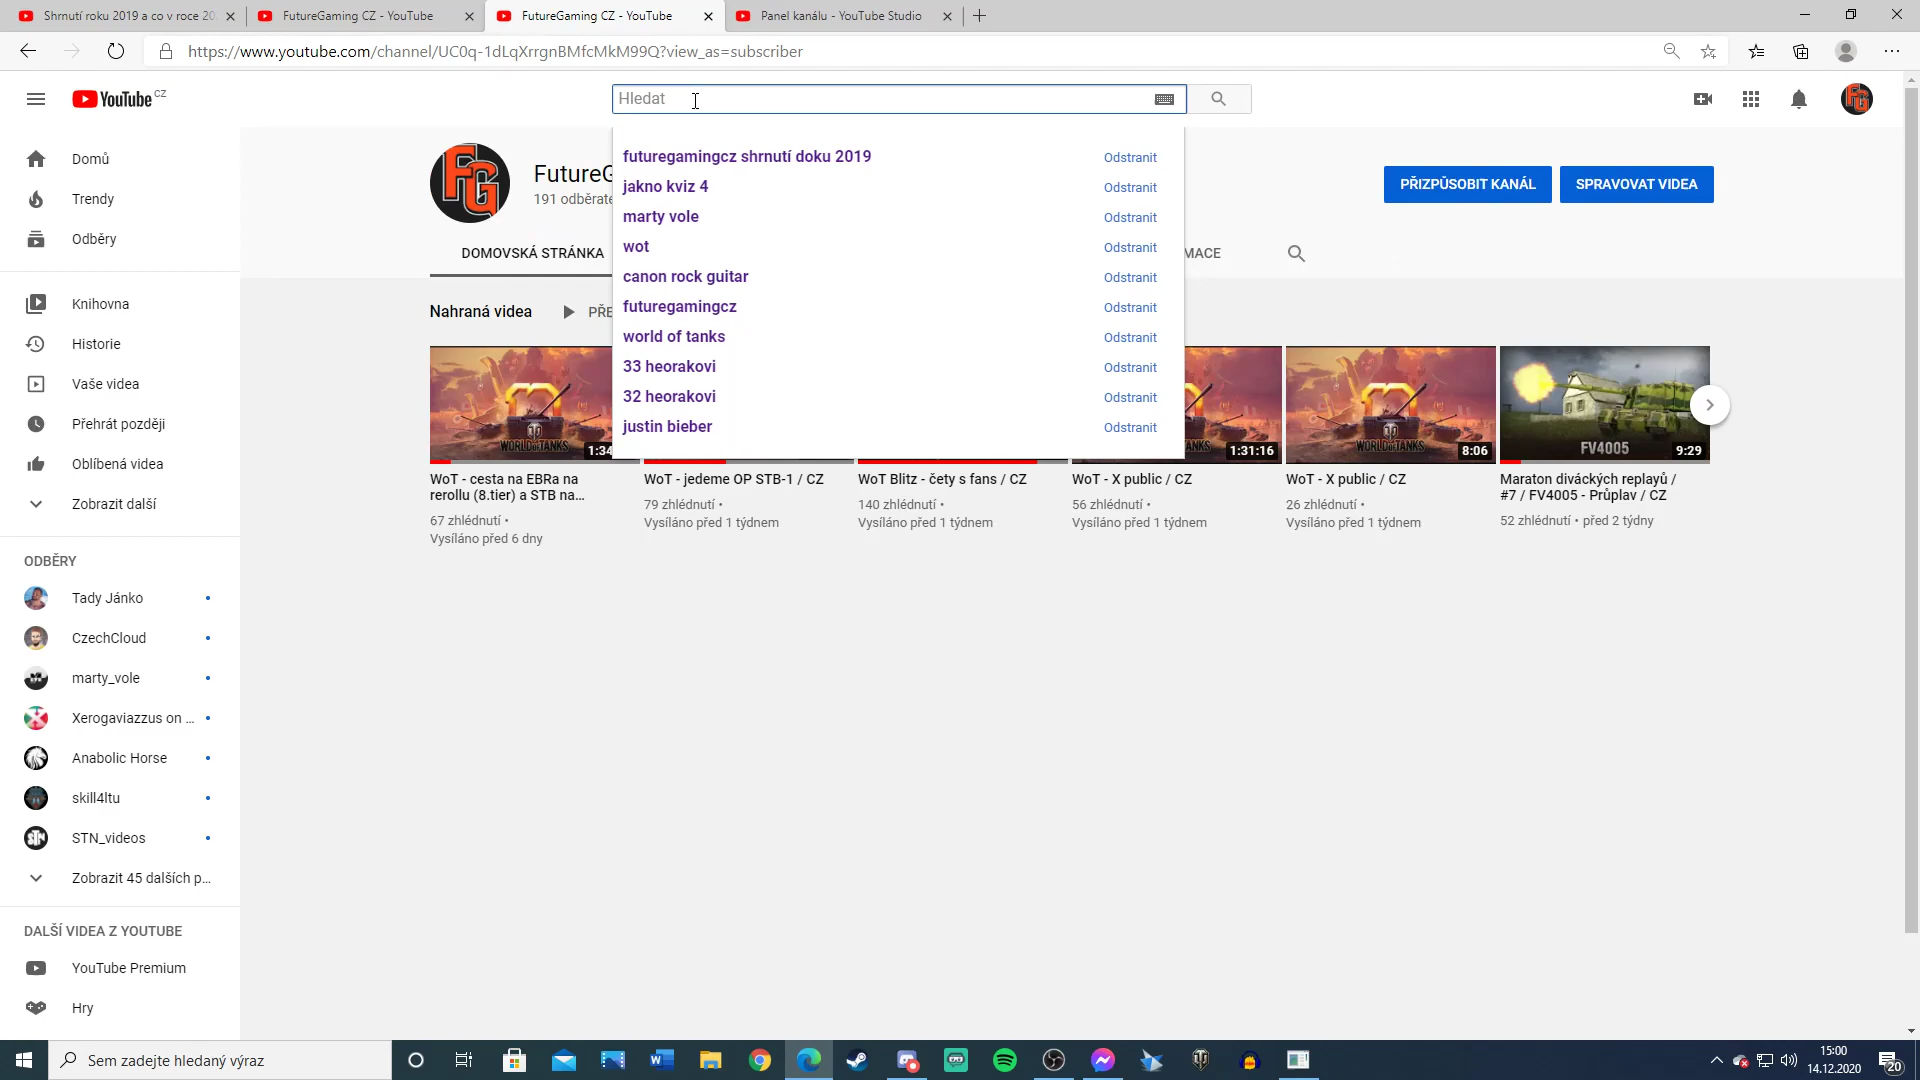 Shrnutí roku 2019 a co v roce 20
FutureGaming CZ - YouTube
FutureGaming CZ - YouTube
Panel kanálu - YouTube Studio
https://www.youtube.com/channel/UC0q-1dLqXrrgnBMfcMkM99Q?view_as=subscriber
YouTube CZ
Hledat
futuregamingcz shrnutí doku 2019 Odstranit
jakno kviz 4 Odstranit
marty vole Odstranit
wot Odstranit
canon rock guitar Odstranit
futuregamingcz Odstranit
world of tanks Odstranit
33 heorakovi Odstranit
32 heorakovi Odstranit
justin bieber Odstranit
Domů
Trendy
Odběry
Knihovna
Historie
Vaše videa
Přehrát později
Oblíbená videa
Zobrazit další
ODBĚRY
Tady Jánko
CzechCloud
marty_vole
Xerogaviazzus on ...
Anabolic Horse
skill4ltu
STN_videos
Zobrazit 45 dalších p...
DALŠÍ VIDEA Z YOUTUBE
YouTube Premium
Hry
FG
FutureG
191 odběrate
PŘIZPŮSOBIT KANÁL
SPRAVOVAT VIDEA
DOMOVSKÁ STRÁNKA
MACE
Nahraná videa
PŘE
WORLD OF TANKS
1:34
WoT - cesta na EBRa na
rerollu (8.tier) a STB na...
67 zhlédnutí •
Vysíláno před 6 dny
WoT - jedeme OP STB-1 / CZ
79 zhlédnutí •
Vysíláno před 1 týdnem
WoT Blitz - čety s fans / CZ
140 zhlédnutí •
Vysíláno před 1 týdnem
NKS
1:31:16
WoT - X public / CZ
56 zhlédnutí •
Vysíláno před 1 týdnem
WORLD OF TANKS
8:06
WoT - X public / CZ
26 zhlédnutí •
Vysíláno před 1 týdnem
FV4005
9:29
Maraton diváckých replayů /
#7 / FV4005 - Průplav / CZ
52 zhlédnutí • před 2 týdny
Sem zadejte hledaný výraz
15:00
14.12.2020
20